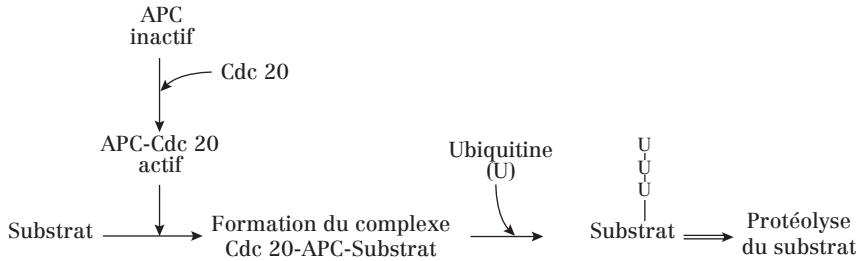 APC
inactif
Cdc 20
APC-Cdc 20
actif
Ubiquitine
(U)
U
U
U
Substrat
Formation du complexe
Cdc 20-APC-Substrat
Substrat
Protéolyse
du substrat